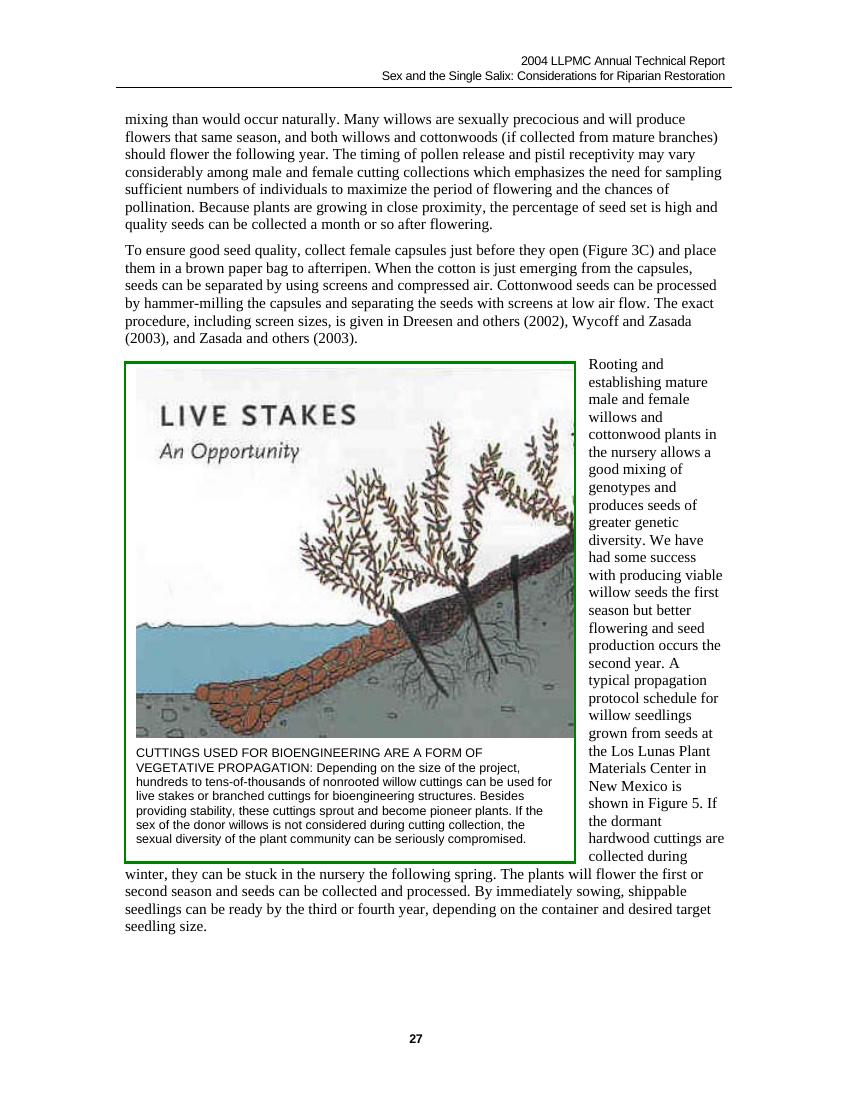 2004 LLPMC Annual Technical Report
Sex and the Single Salix: Considerations for Riparian Restoration
mixing than would occur naturally. Many willows are sexually precocious and will produce
flowers that same season, and both willows and cottonwoods (if collected from mature branches)
should flower the following year. The timing of pollen release and pistil receptivity may vary
considerably among male and female cutting collections which emphasizes the need for sampling
sufficient numbers of individuals to maximize the period of flowering and the chances of
pollination. Because plants are growing in close proximity, the percentage of seed set is high and
quality seeds can be collected a month or so after flowering.
To ensure good seed quality, collect female capsules just before they open (Figure 3C) and place
them in a brown paper bag to afterripen. When the cotton is just emerging from the capsules,
seeds can be separated by using screens and compressed air. Cottonwood seeds can be processed
by hammer-milling the capsules and separating the seeds with screens at low air flow. The exact
procedure, including screen sizes, is given in Dreesen and others (2002), Wycoff and Zasada
(2003), and Zasada and others (2003).
LIVE STAKES
An Opportunity
CUTTINGS USED FOR BIOENGINEERING ARE A FORM OF
VEGETATIVE PROPAGATION: Depending on the size of the project,
hundreds to tens-of-thousands of nonrooted willow cuttings can be used for
live stakes or branched cuttings for bioengineering structures. Besides
providing stability, these cuttings sprout and become pioneer plants. If the
sex of the donor willows is not considered during cutting collection, the
sexual diversity of the plant community can be seriously compromised.
Rooting and
establishing mature
male and female
willows and
cottonwood plants in
the nursery allows a
good mixing of
genotypes and
produces seeds of
greater genetic
diversity. We have
had some success
with producing viable
willow seeds the first
season but better
flowering and seed
production occurs the
second year. A
typical propagation
protocol schedule for
willow seedlings
grown from seeds at
the Los Lunas Plant
Materials Center in
New Mexico is
shown in Figure 5. If
the dormant
hardwood cuttings are
collected during
winter, they can be stuck in the nursery the following spring. The plants will flower the first or
second season and seeds can be collected and processed. By immediately sowing, shippable
seedlings can be ready by the third or fourth year, depending on the container and desired target
seedling size.
27